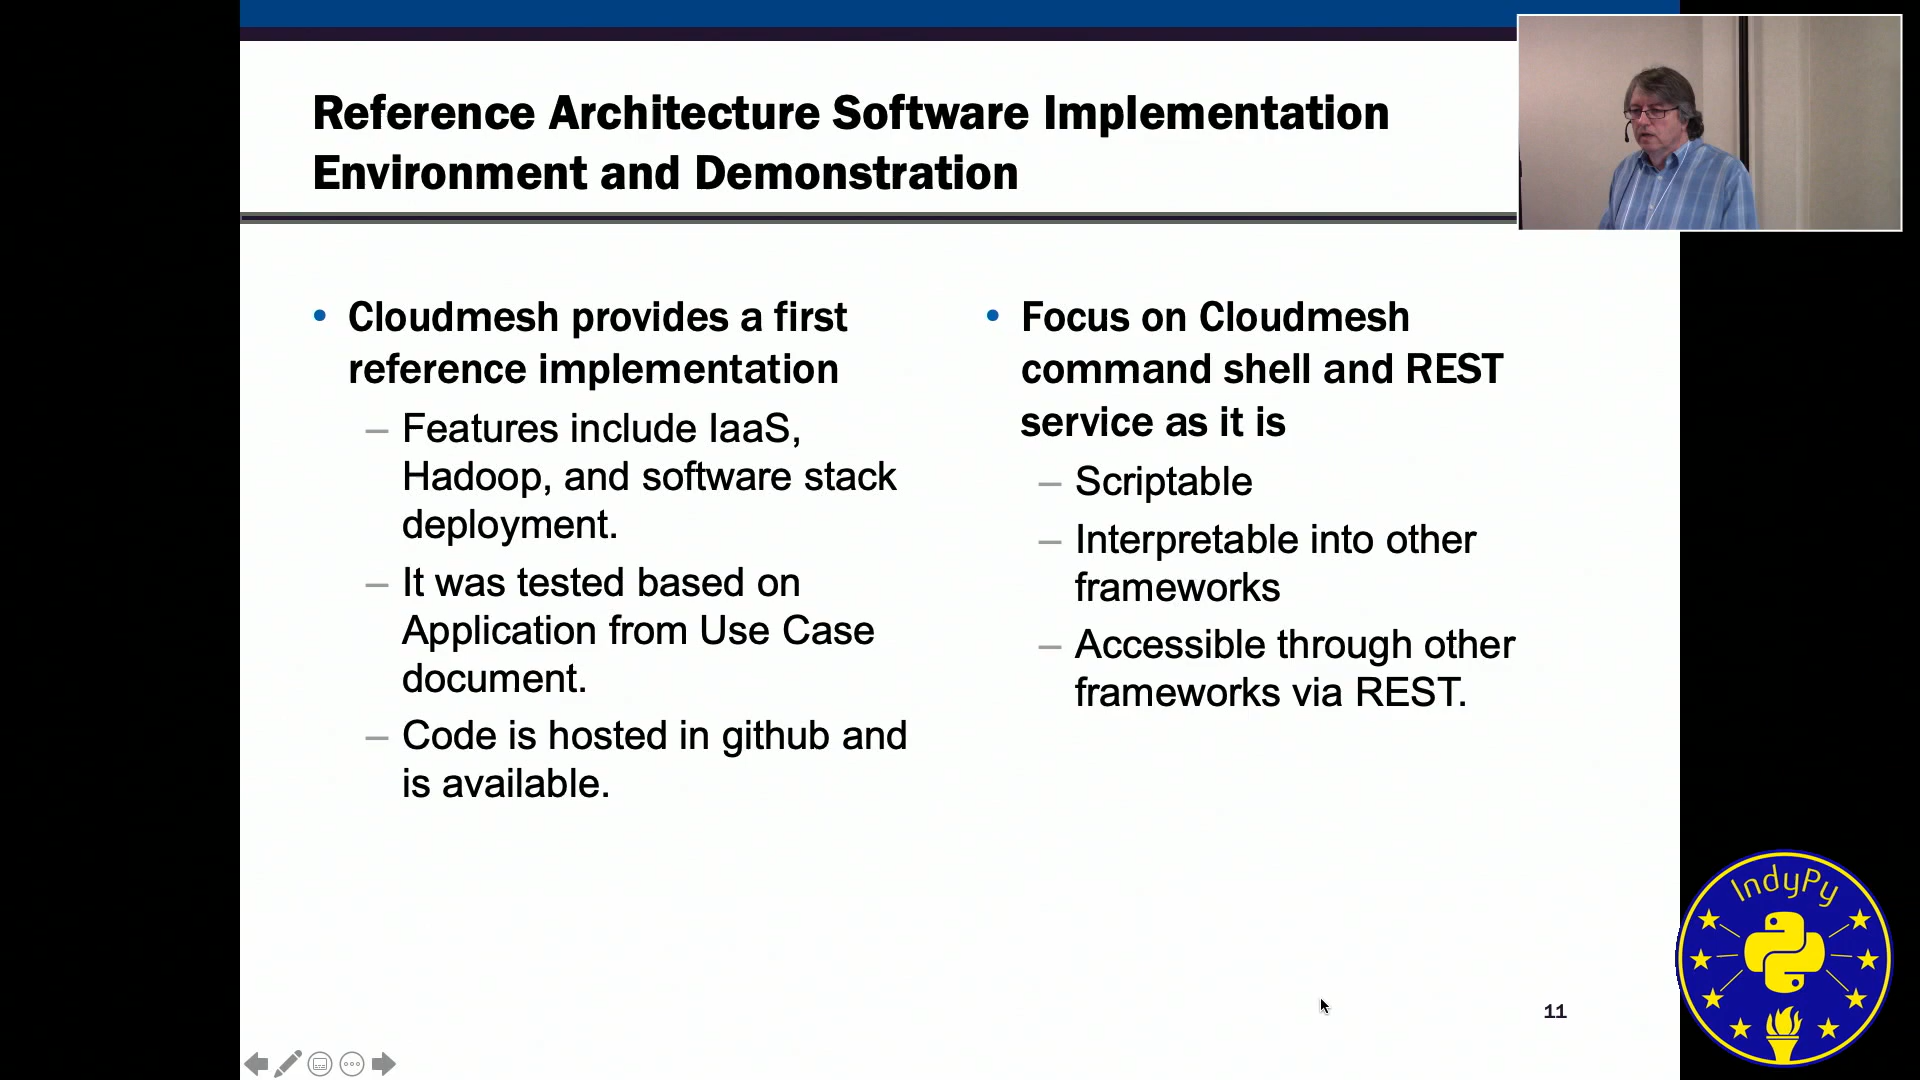 Reference Architecture Software Implementation
Environment and Demonstration
• Cloudmesh provides a first
reference implementation
– Features include IaaS,
Hadoop, and software stack
deployment.
– It was tested based on
Application from Use Case
document.
– Code is hosted in github and
is available.
• Focus on Cloudmesh
command shell and REST
service as it is
– Scriptable
– Interpretable into other
frameworks
– Accessible through other
frameworks via REST.
11
IndyPy